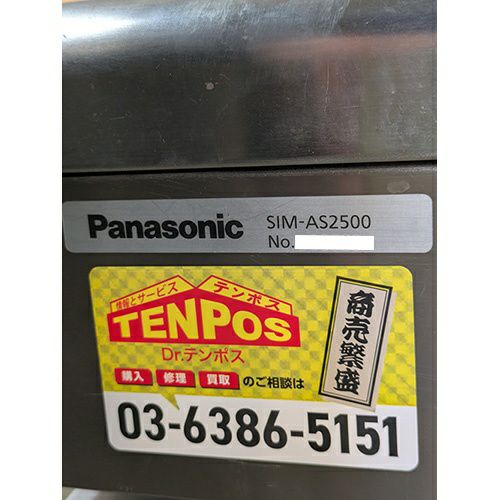 Panasonic SIM-AS2500
No.
情報とサービス テンポス
TENPOS
Dr.テンポス
商売繁盛
購入 修理 買取 のご相談は
03-6386-5151